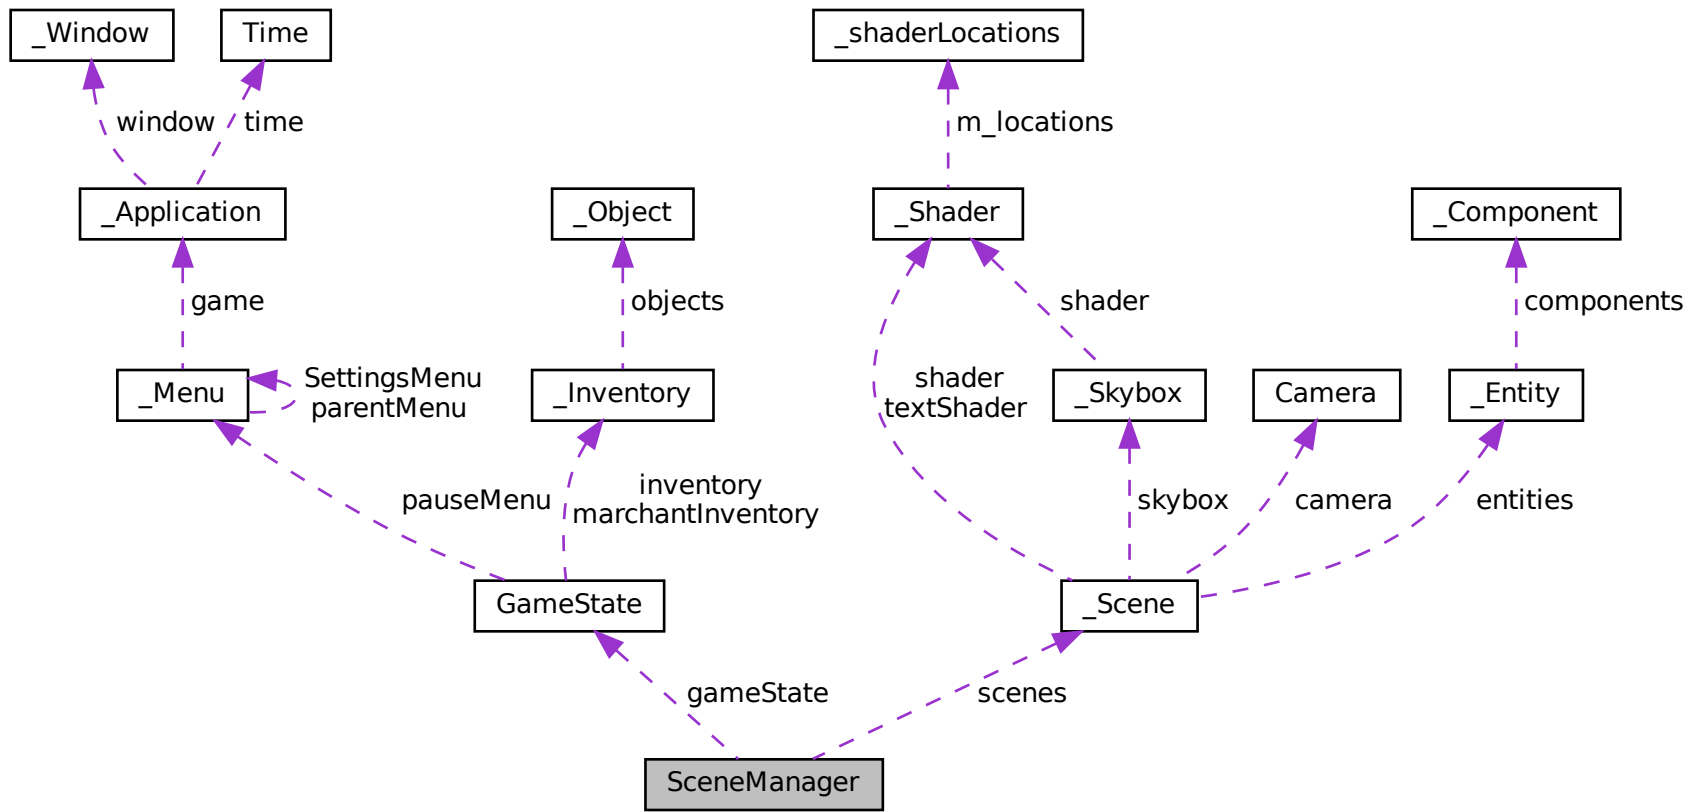 _Window
Time
_shaderLocations
window
time
m_locations
_Application
_Object
_Shader
_Component
game
objects
shader
components
_Menu
SettingsMenu
parentMenu
_Inventory
shader
textShader
_Skybox
Camera
_Entity
pauseMenu
inventory
marchantInventory
skybox
camera
entities
GameState
_Scene
gameState
scenes
SceneManager